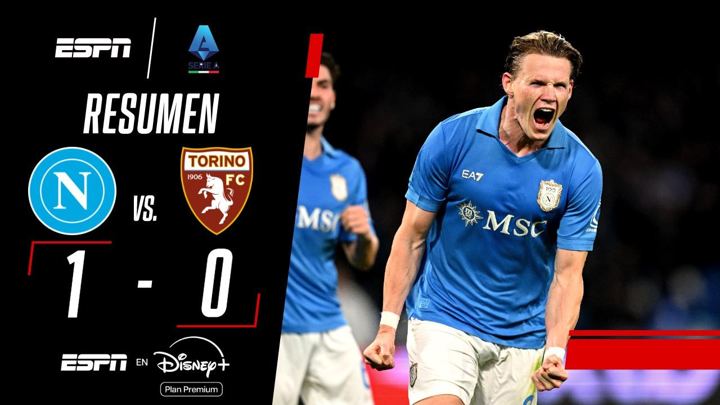 ESPN
SERIE A
RESUMEN
N
VS.
TORINO
1906 FC
1 - 0
ESPN EN Disney+
Plan Premium
EA7
MSC
N
MSC